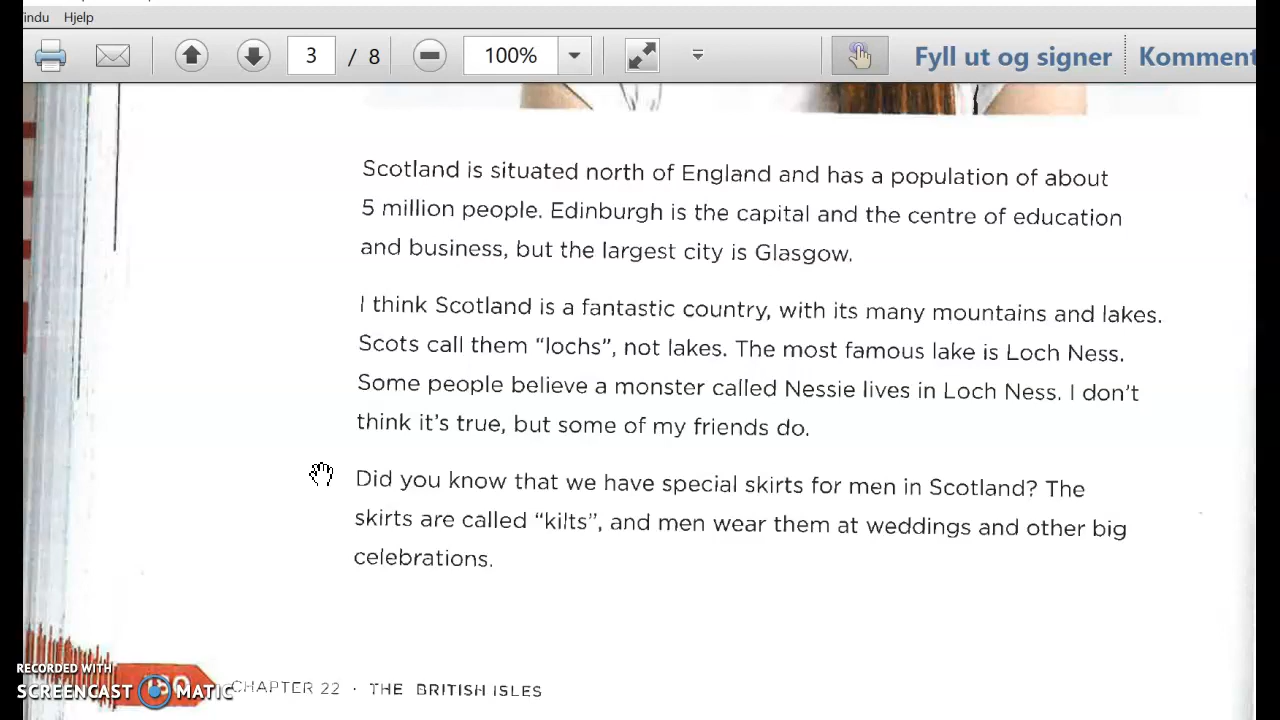 indu Hjelp
3 / 8 100% Fyll ut og signer Komment
Scotland is situated north of England and has a population of about
5 million people. Edinburgh is the capital and the centre of education
and business, but the largest city is Glasgow.
I think Scotland is a fantastic country, with its many mountains and lakes.
Scots call them “lochs”, not lakes. The most famous lake is Loch Ness.
Some people believe a monster called Nessie lives in Loch Ness. I don’t
think it’s true, but some of my friends do.
Did you know that we have special skirts for men in Scotland? The
skirts are called “kilts”, and men wear them at weddings and other big
celebrations.
RECORDED WITH
SCREENCAST MATIC
CHAPTER 22 · THE BRITISH ISLES